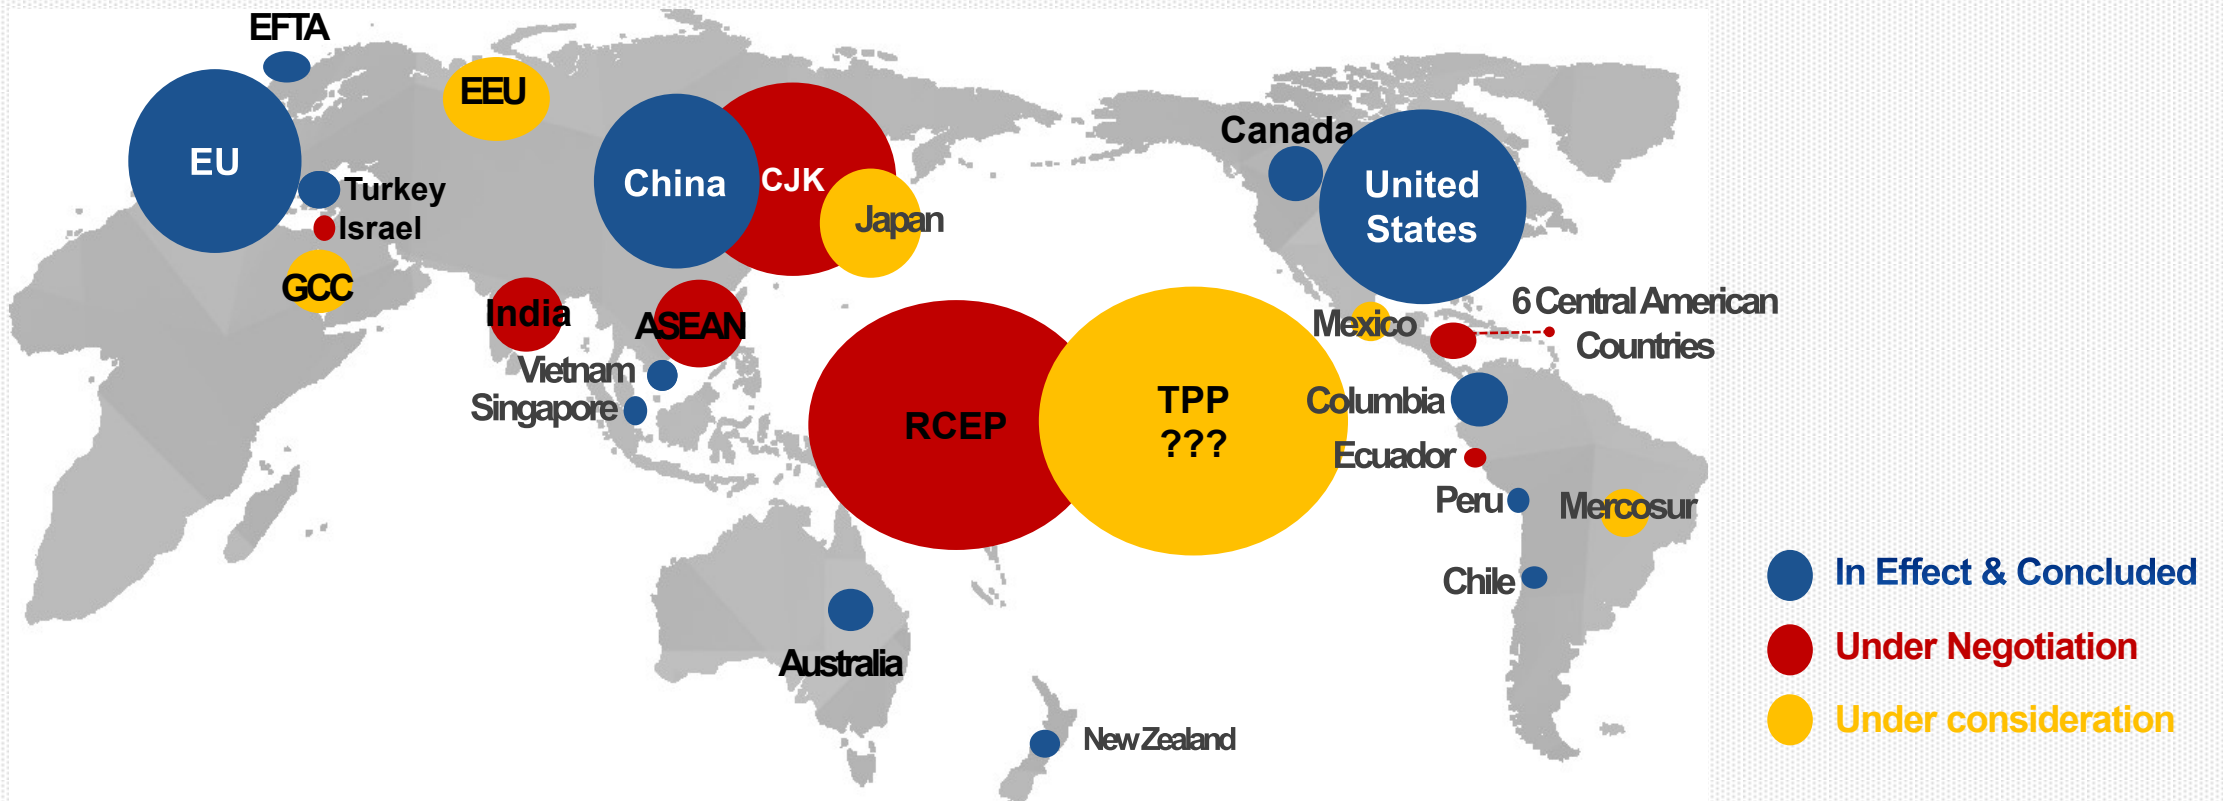 EFTA
EEU
EU
China
CJK
Canada
United
States
Turkey
Japan
Israel
GCC
India
ASEAN
Mexico
6 Central American
Countries
Vietnam
Singapore
RCEP
TPP
???
Columbia
Ecuador
Peru
Mercosur
Chile
Australia
New Zealand
In Effect & Concluded
Under Negotiation
Under consideration